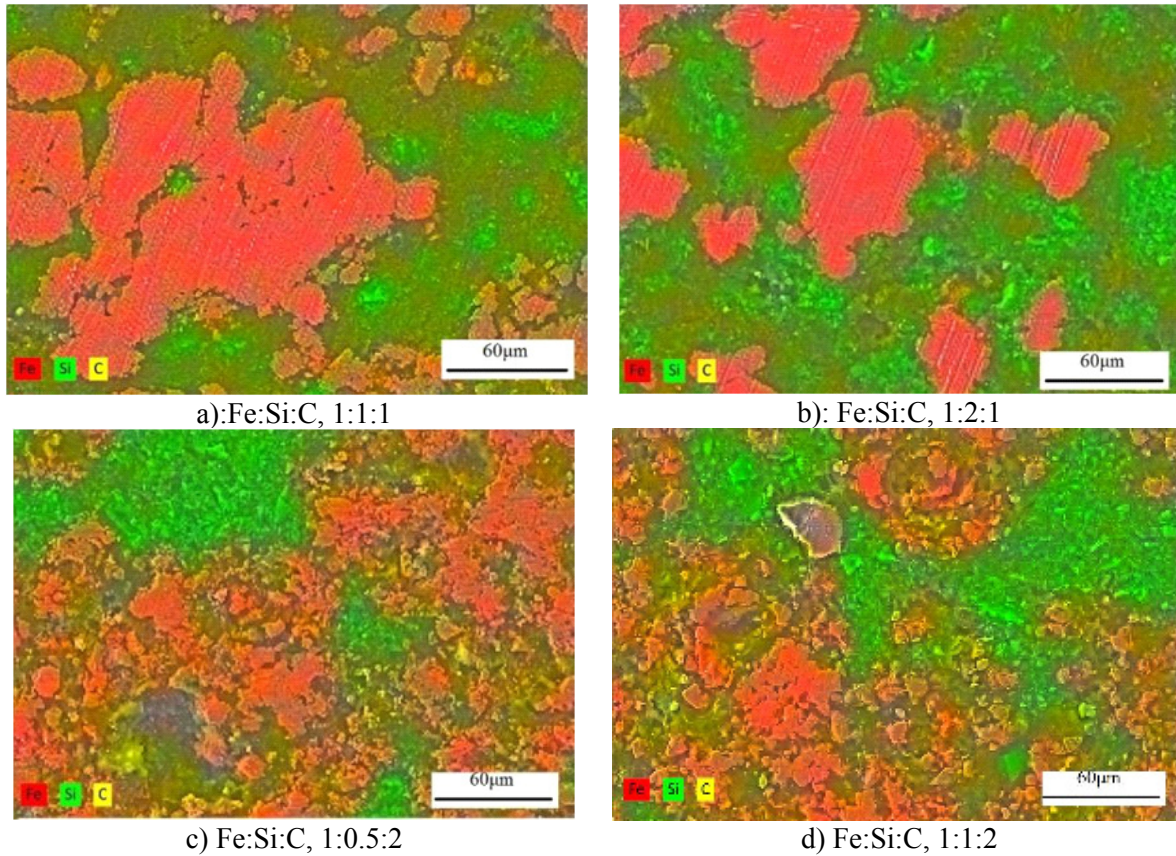 60µm
Fe Si C
60µm
Fe Si C
a):Fe:Si:C, 1:1:1
b): Fe:Si:C, 1:2:1
60µm
Fe Si C
60µm
Fe Si C
c) Fe:Si:C, 1:0.5:2
d) Fe:Si:C, 1:1:2